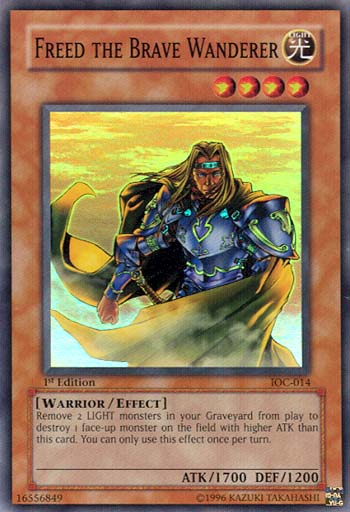 FREED THE BRAVE WANDERER
LIGHT
光
1st Edition
IOC-014
[WARRIOR / EFFECT]
Remove 2 LIGHT monsters in your Graveyard from play to
destroy 1 face-up monster on the field with higher ATK than
this card. You can only use this effect once per turn.
ATK/1700 DEF/1200
16556849
©1996 KAZUKI TAKAHASHI